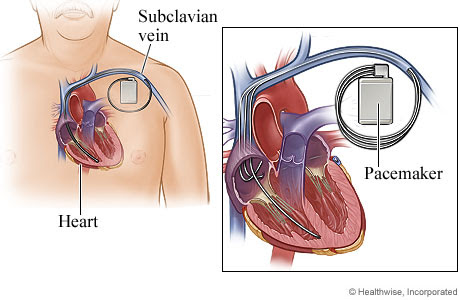 Subclavian
vein
Heart
Pacemaker
© Healthwise, Incorporated